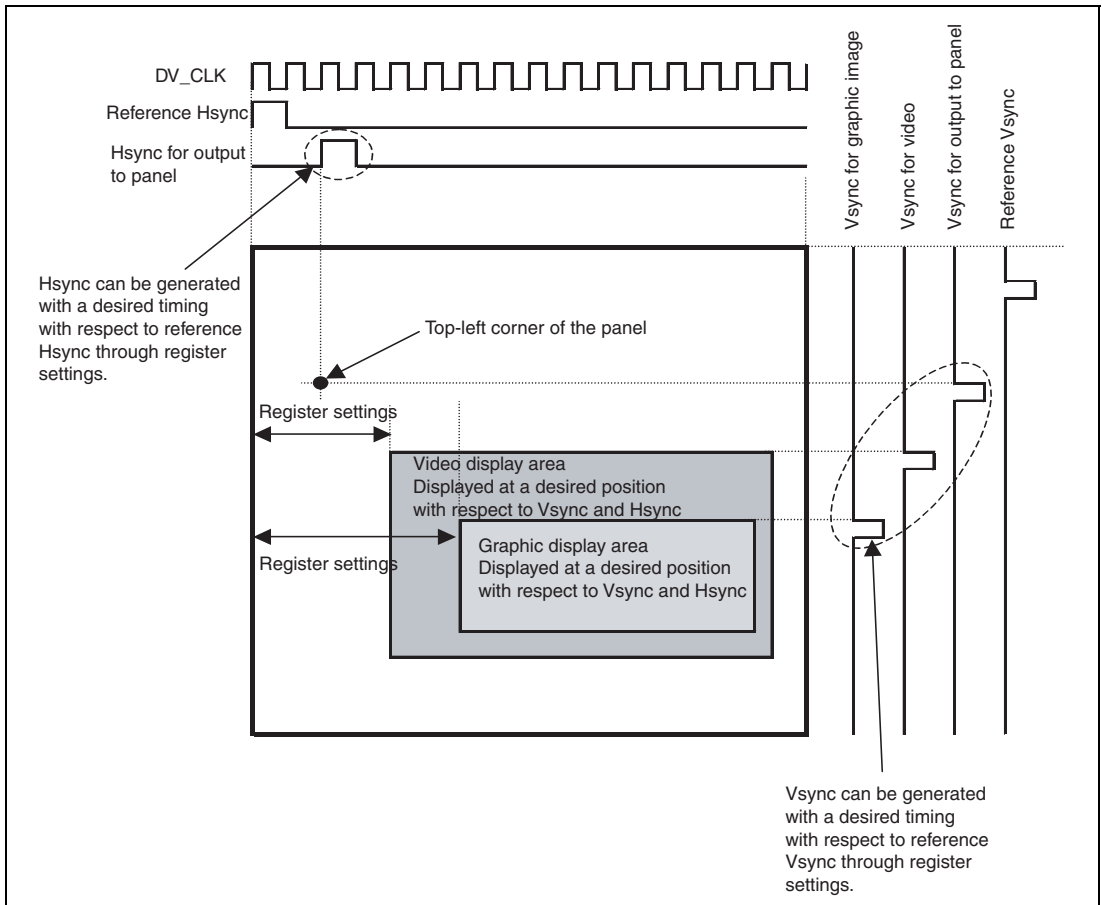 DV_CLK
Reference Hsync
Hsync for output
to panel
Vsync for graphic image
Vsync for video
Vsync for output to panel
Reference Vsync
Hsync can be generated
with a desired timing
with respect to reference
Hsync through register
settings.
Top-left corner of the panel
Register settings
Video display area
Displayed at a desired position
with respect to Vsync and Hsync
Register settings
Graphic display area
Displayed at a desired position
with respect to Vsync and Hsync
Vsync can be generated
with a desired timing
with respect to reference
Vsync through register
settings.